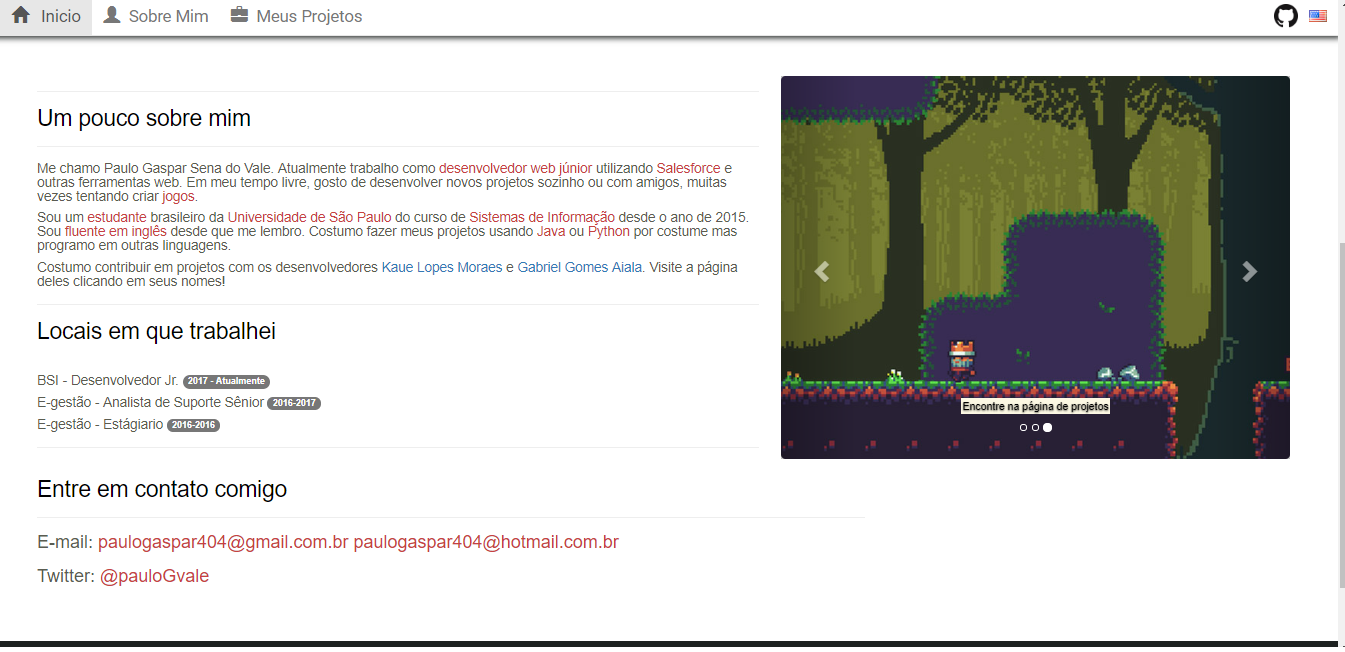 Inicio Sobre Mim Meus Projetos
Um pouco sobre mim
Me chamo Paulo Gaspar Sena do Vale. Atualmente trabalho como desenvolvedor web júnior utilizando Salesforce e
outras ferramentas web. Em meu tempo livre, gosto de desenvolver novos projetos sozinho ou com amigos, muitas
vezes tentando criar jogos.
Sou um estudante brasileiro da Universidade de São Paulo do curso de Sistemas de Informação desde o ano de 2015.
Sou fluente em inglês desde que me lembro. Costumo fazer meus projetos usando Java ou Python por costume mas
programo em outras linguagens.
Costumo contribuir em projetos com os desenvolvedores Kaue Lopes Moraes e Gabriel Gomes Aiala. Visite a página
deles clicando em seus nomes!
Locais em que trabalhei
BSI - Desenvolvedor Jr. 2017 - Atualmente
E-gestão - Analista de Suporte Sênior 2016-2017
E-gestão - Estágiario 2016-2016
Encontre na página de projetos
Entre em contato comigo
E-mail: paulogaspar404@gmail.com.br paulogaspar404@hotmail.com.br
Twitter: @pauloGvale